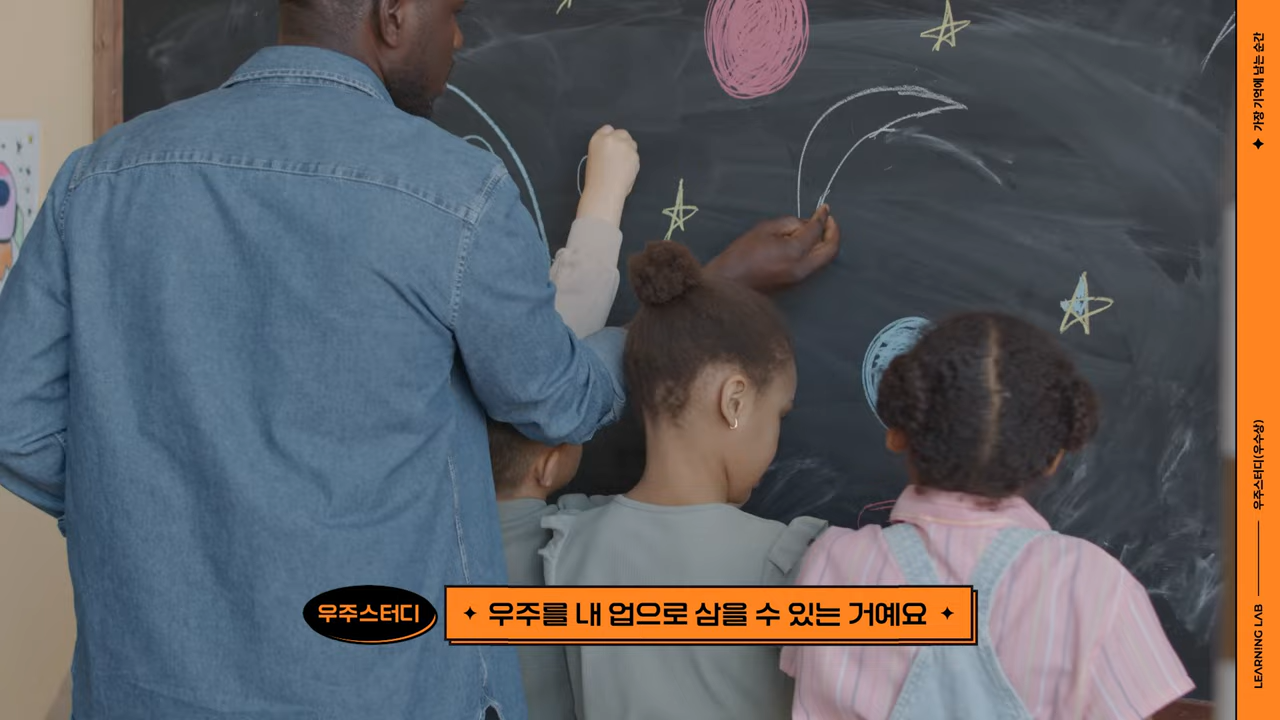 우주스터디
✦ 우주를 내 업으로 삼을 수 있는 거예요 ✦
✦ 가장 기억에 남는 순간
LEARNING LAB — 우주스터디(우수상)